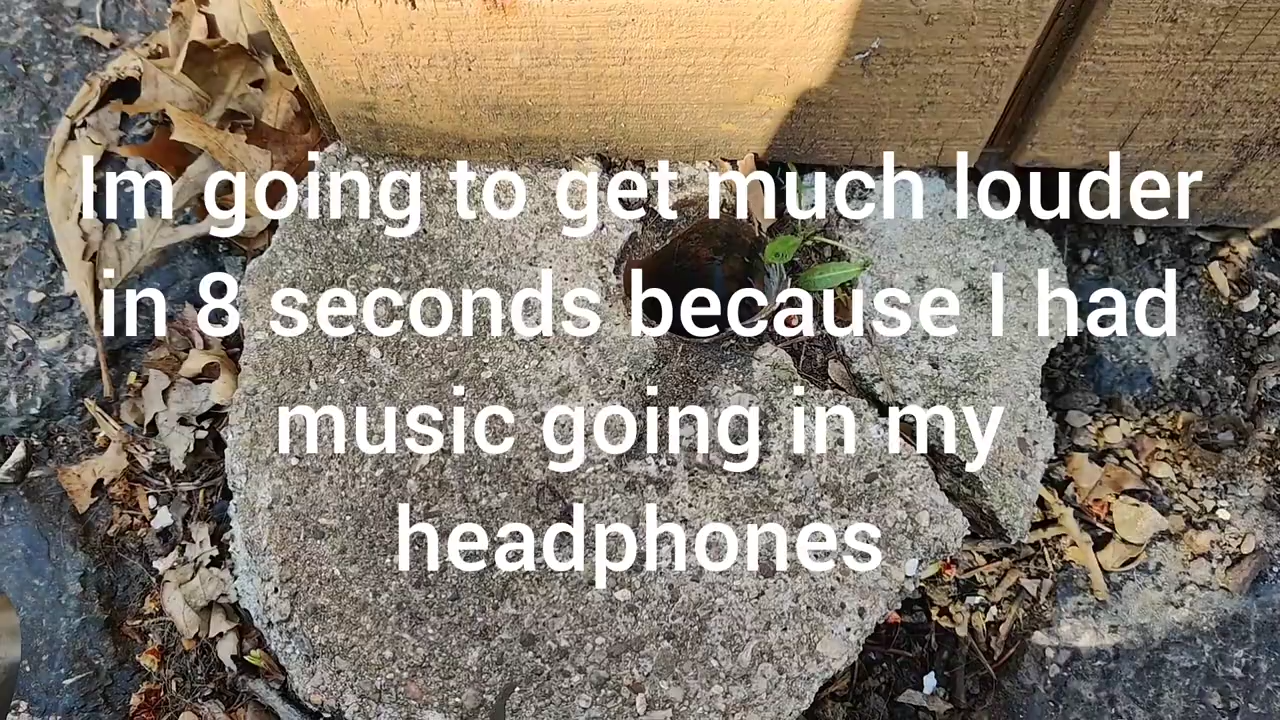 Im going to get much louder
in 8 seconds because I had
music going in my
headphones